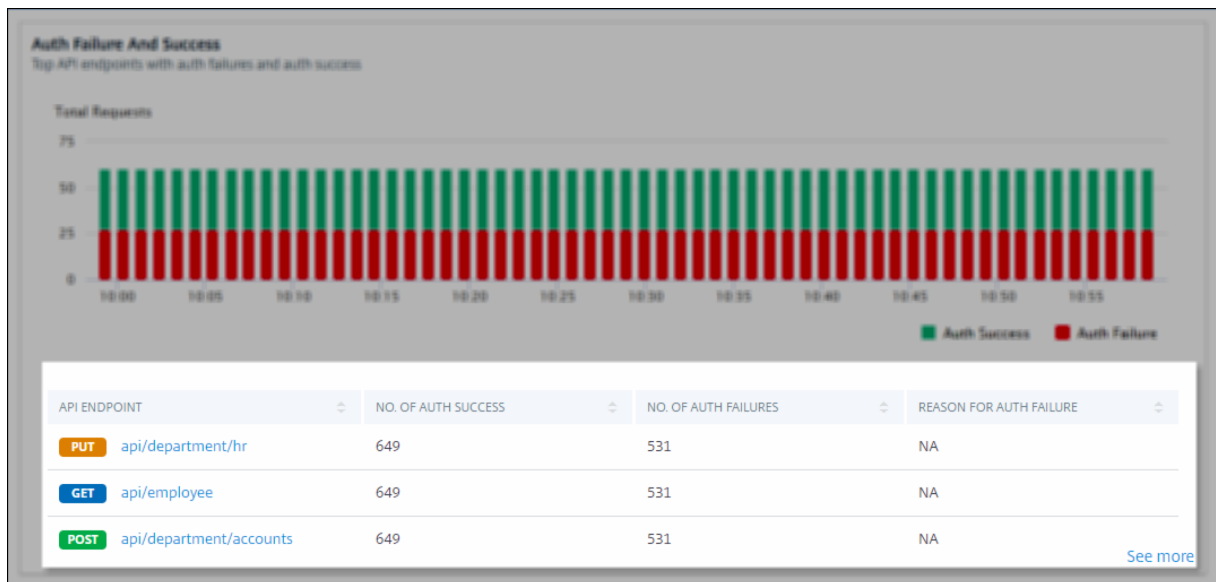 Auth Failure And Success
Top API endpoints with auth failures and auth success
Total Requests
75
50
25
0
10:00 10:05 10:10 10:15 10:20 10:25 10:30 10:35 10:40 10:45 10:50 10:55
Auth Success Auth Failure
API ENDPOINT NO. OF AUTH SUCCESS NO. OF AUTH FAILURES REASON FOR AUTH FAILURE
PUT api/department/hr 649 531 NA
GET api/employee 649 531 NA
POST api/department/accounts 649 531 NA
See more